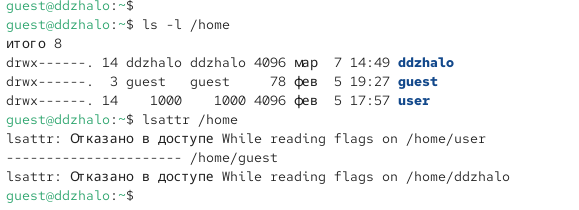 guest@ddzhalo:~$
guest@ddzhalo:~$ ls -l /home
итого 8
drwx------. 14 ddzhalo ddzhalo 4096 мар  7 14:49 ddzhalo
drwx------.  3 guest   guest     78 фев  5 19:27 guest
drwx------. 14    1000    1000 4096 фев  5 17:57 user
guest@ddzhalo:~$ lsattr /home
lsattr: Отказано в доступе While reading flags on /home/user
---------------------- /home/guest
lsattr: Отказано в доступе While reading flags on /home/ddzhalo
guest@ddzhalo:~$